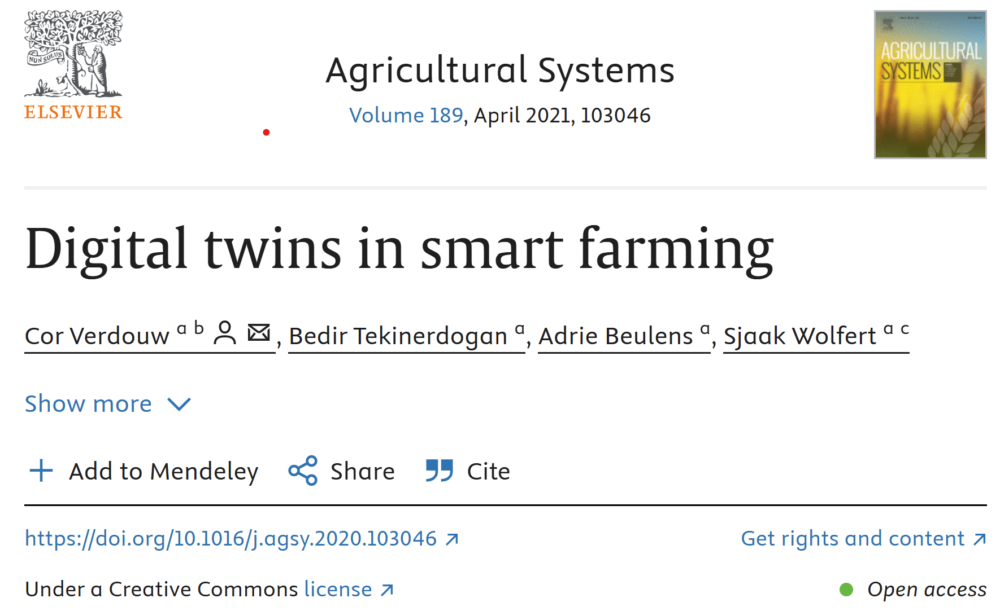 NON SOLUS
ELSEVIER
Agricultural Systems
Volume 189, April 2021, 103046
AGRICULTURAL
SYSTEMS
Digital twins in smart farming
Cor Verdouw a b, Bedir Tekinerdogan a, Adrie Beulens a, Sjaak Wolfert a c
Show more
Add to Mendeley Share Cite
https://doi.org/10.1016/j.agsy.2020.103046 Get rights and content
Under a Creative Commons license Open access